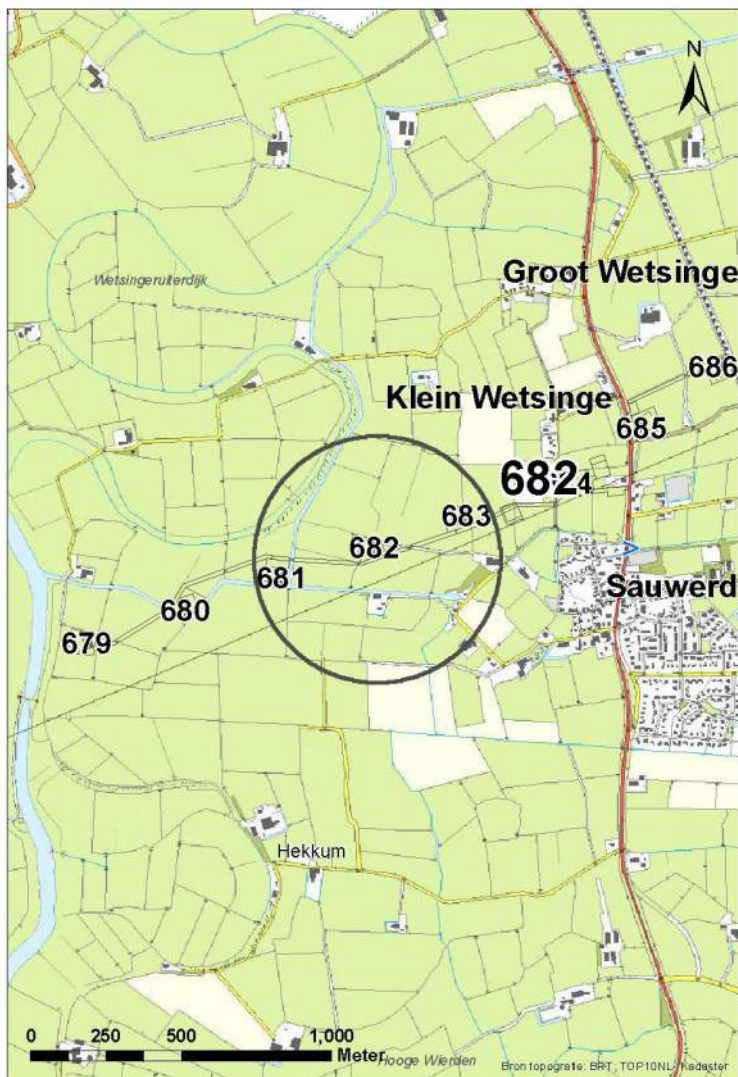 N
Groot Wetsinge
Wetsingeruiterdijk
686
Klein Wetsinge
685
682
683
682
681
Sauwerd
680
679
Hekkum
0 250 500 1,000
Meter
Hooge Wierden
Bron topografie: BRT, TOP10NL, Kadaster